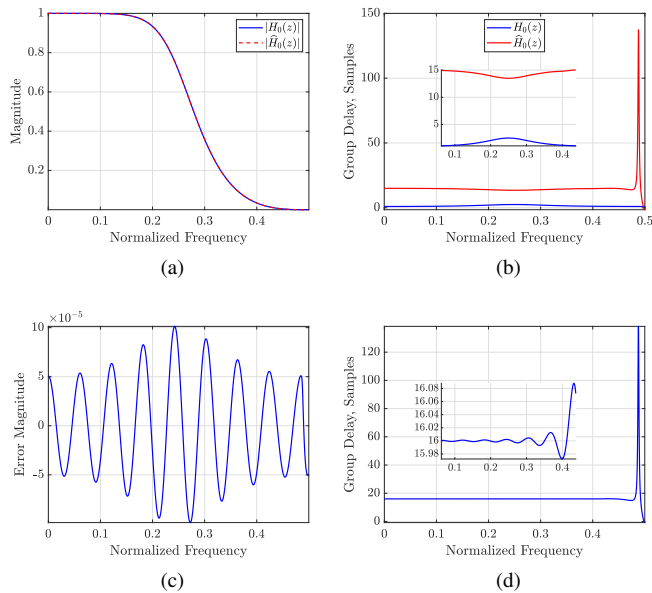 1
0.8
0.6
0.4
0.2
0 0.1 0.2 0.3 0.4
Magnitude
Normalized Frequency
|H₀(z)|
|Ĥ₀(z)|
(a)
150
100
50
0
0 0.1 0.2 0.3 0.4 0.5
Group Delay, Samples
Normalized Frequency
H₀(z)
Ĥ₀(z)
15
10
5
0.1 0.2 0.3 0.4
(b)
×10⁻⁵
10
5
0
−5
0 0.1 0.2 0.3 0.4
Error Magnitude
Normalized Frequency
(c)
120
100
80
60
40
20
0
0 0.1 0.2 0.3 0.4
Group Delay, Samples
Normalized Frequency
16.08
16.06
16.04
16.02
16
15.98
0.1 0.2 0.3 0.4
(d)